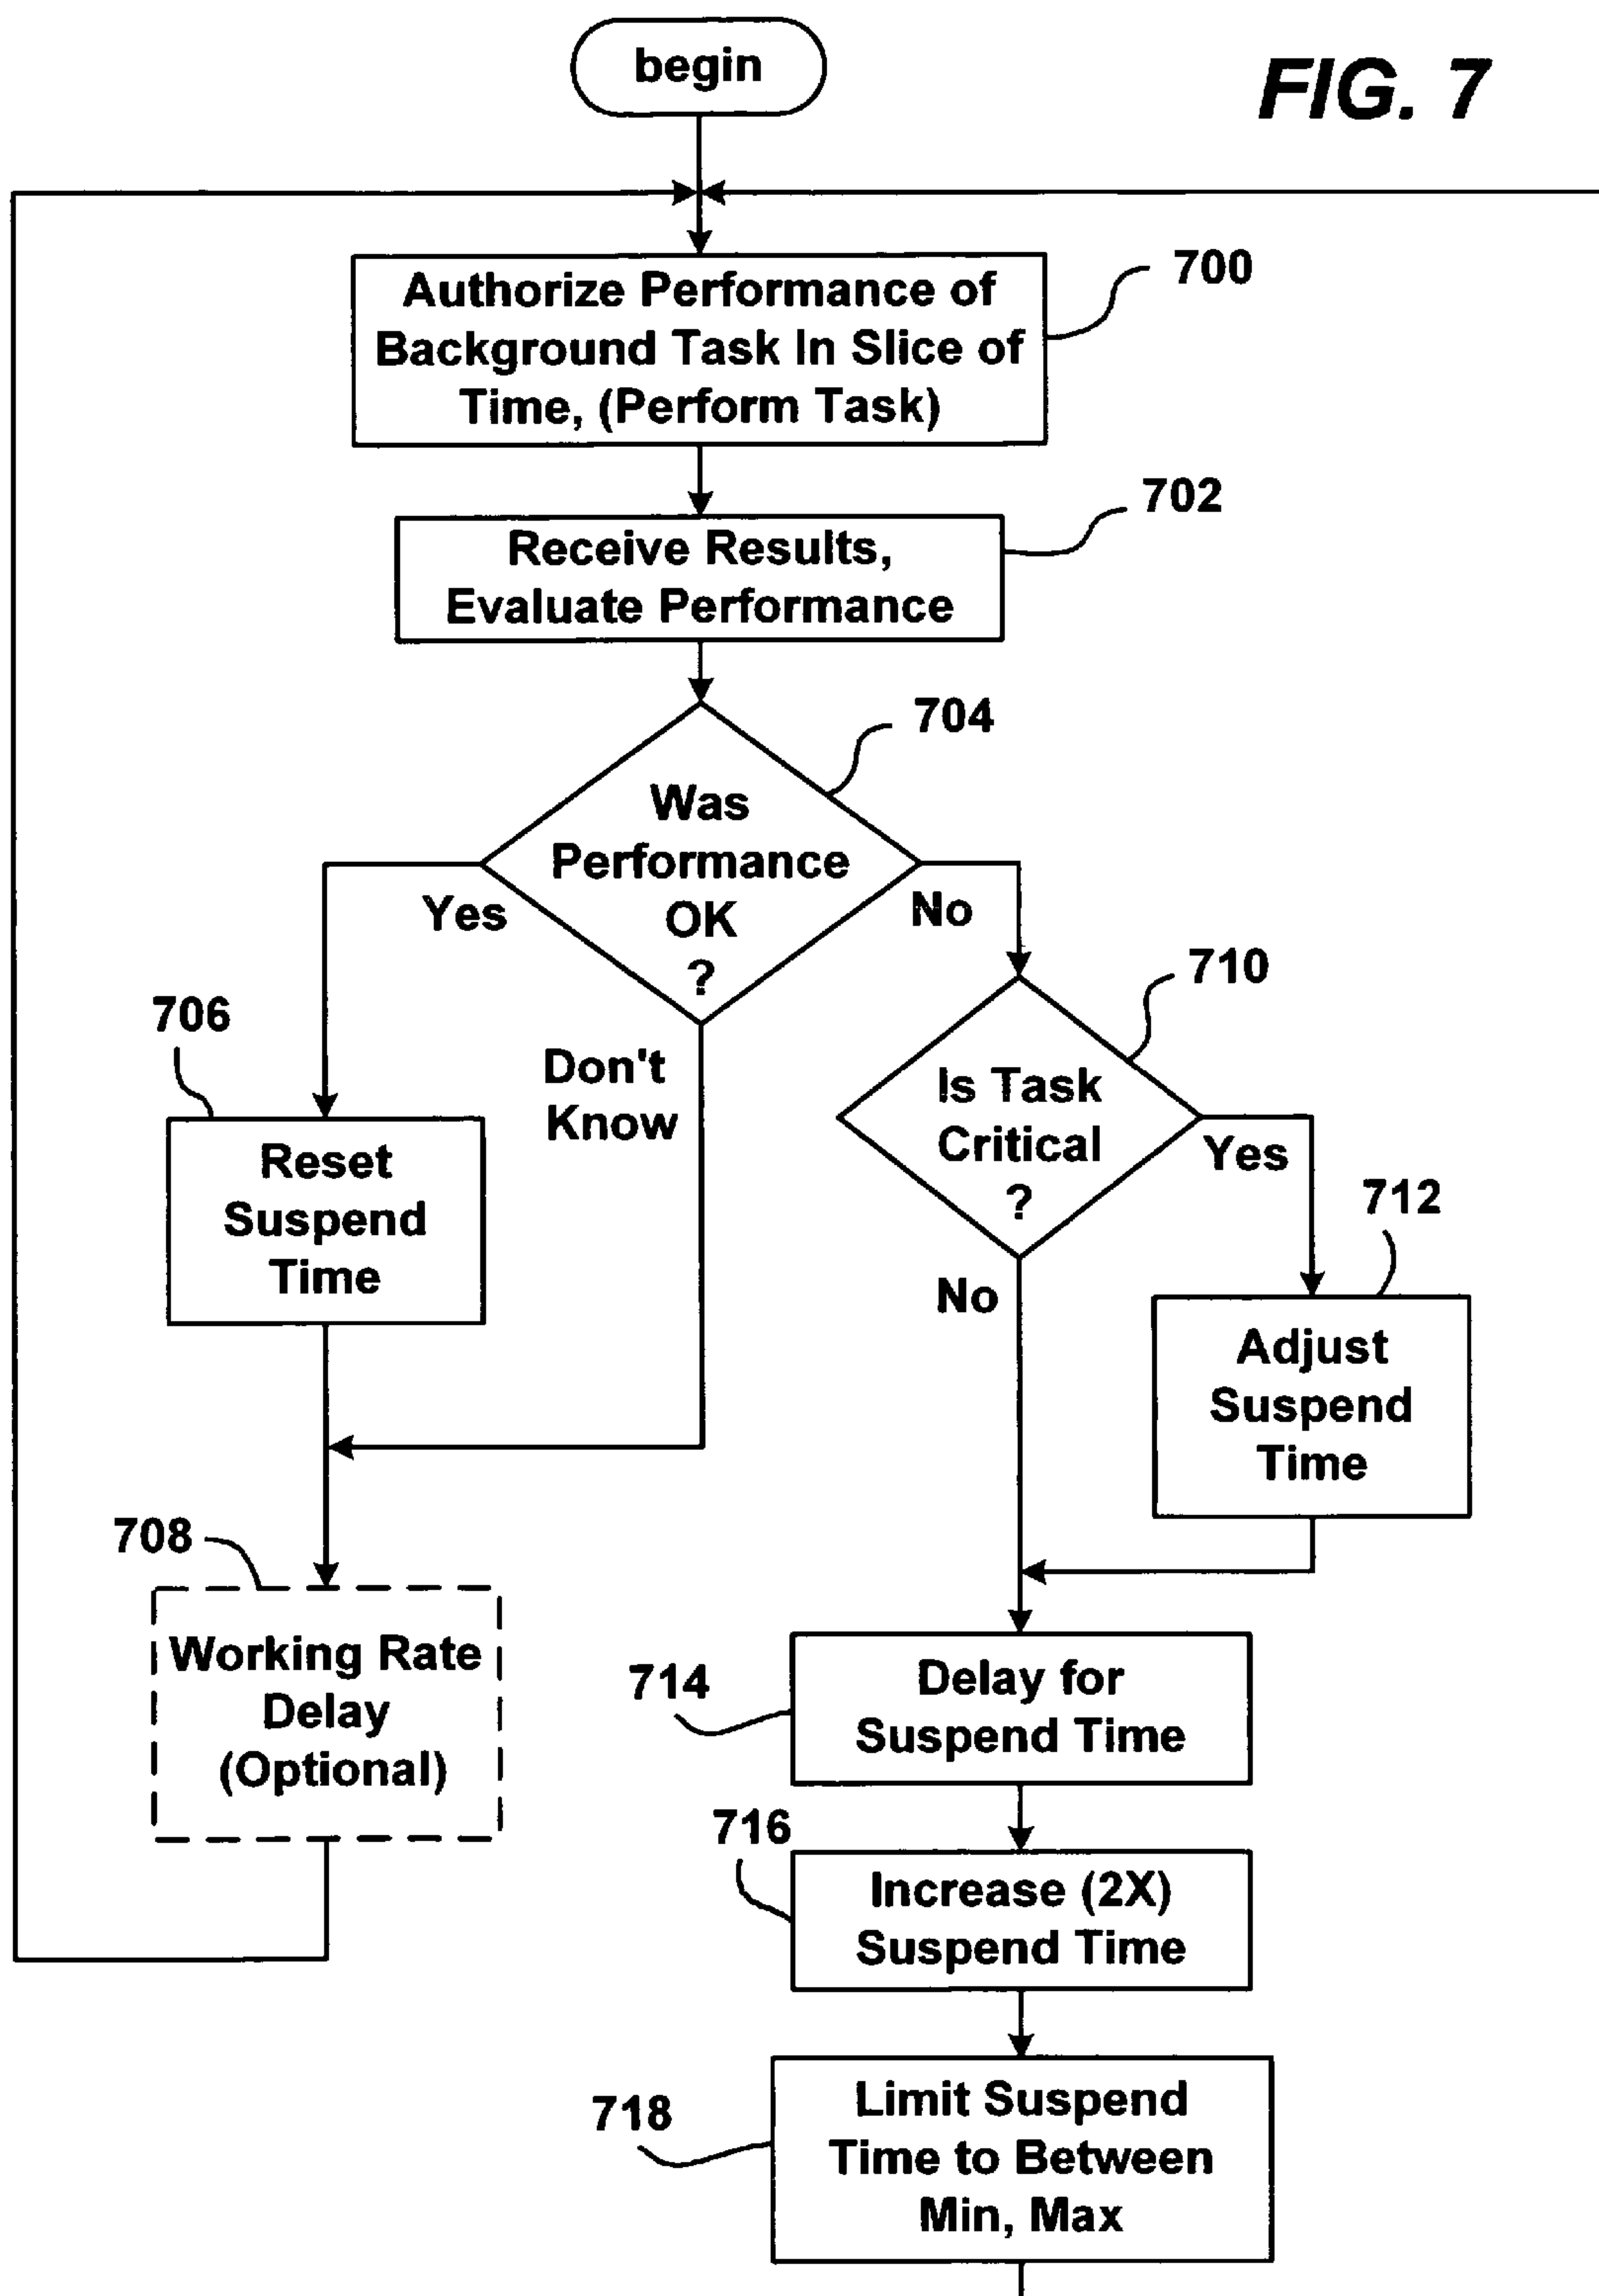 begin
FIG. 7
Authorize Performance of
Background Task In Slice of
Time, (Perform Task)
700
Receive Results,
Evaluate Performance
702
Was
Performance
OK
?
704
Yes
No
Don't
Know
706
Reset
Suspend
Time
710
Is Task
Critical
?
Yes
No
712
Adjust
Suspend
Time
708
Working Rate
Delay
(Optional)
714
Delay for
Suspend Time
716
Increase (2X)
Suspend Time
718
Limit Suspend
Time to Between
Min, Max